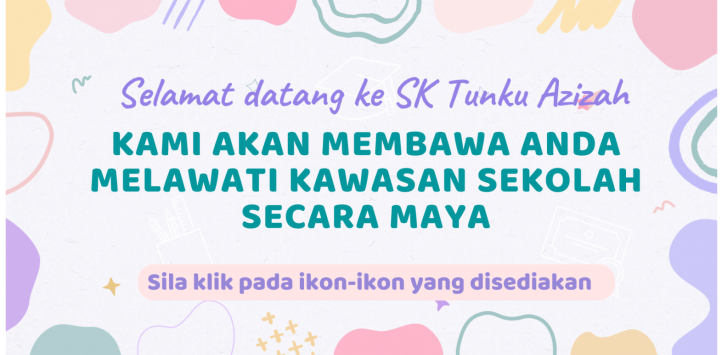 Selamat datang ke SK Tunku Azizah
KAMI AKAN MEMBAWA ANDA
MELAWATI KAWASAN SEKOLAH
SECARA MAYA
Sila klik pada ikon-ikon yang disediakan